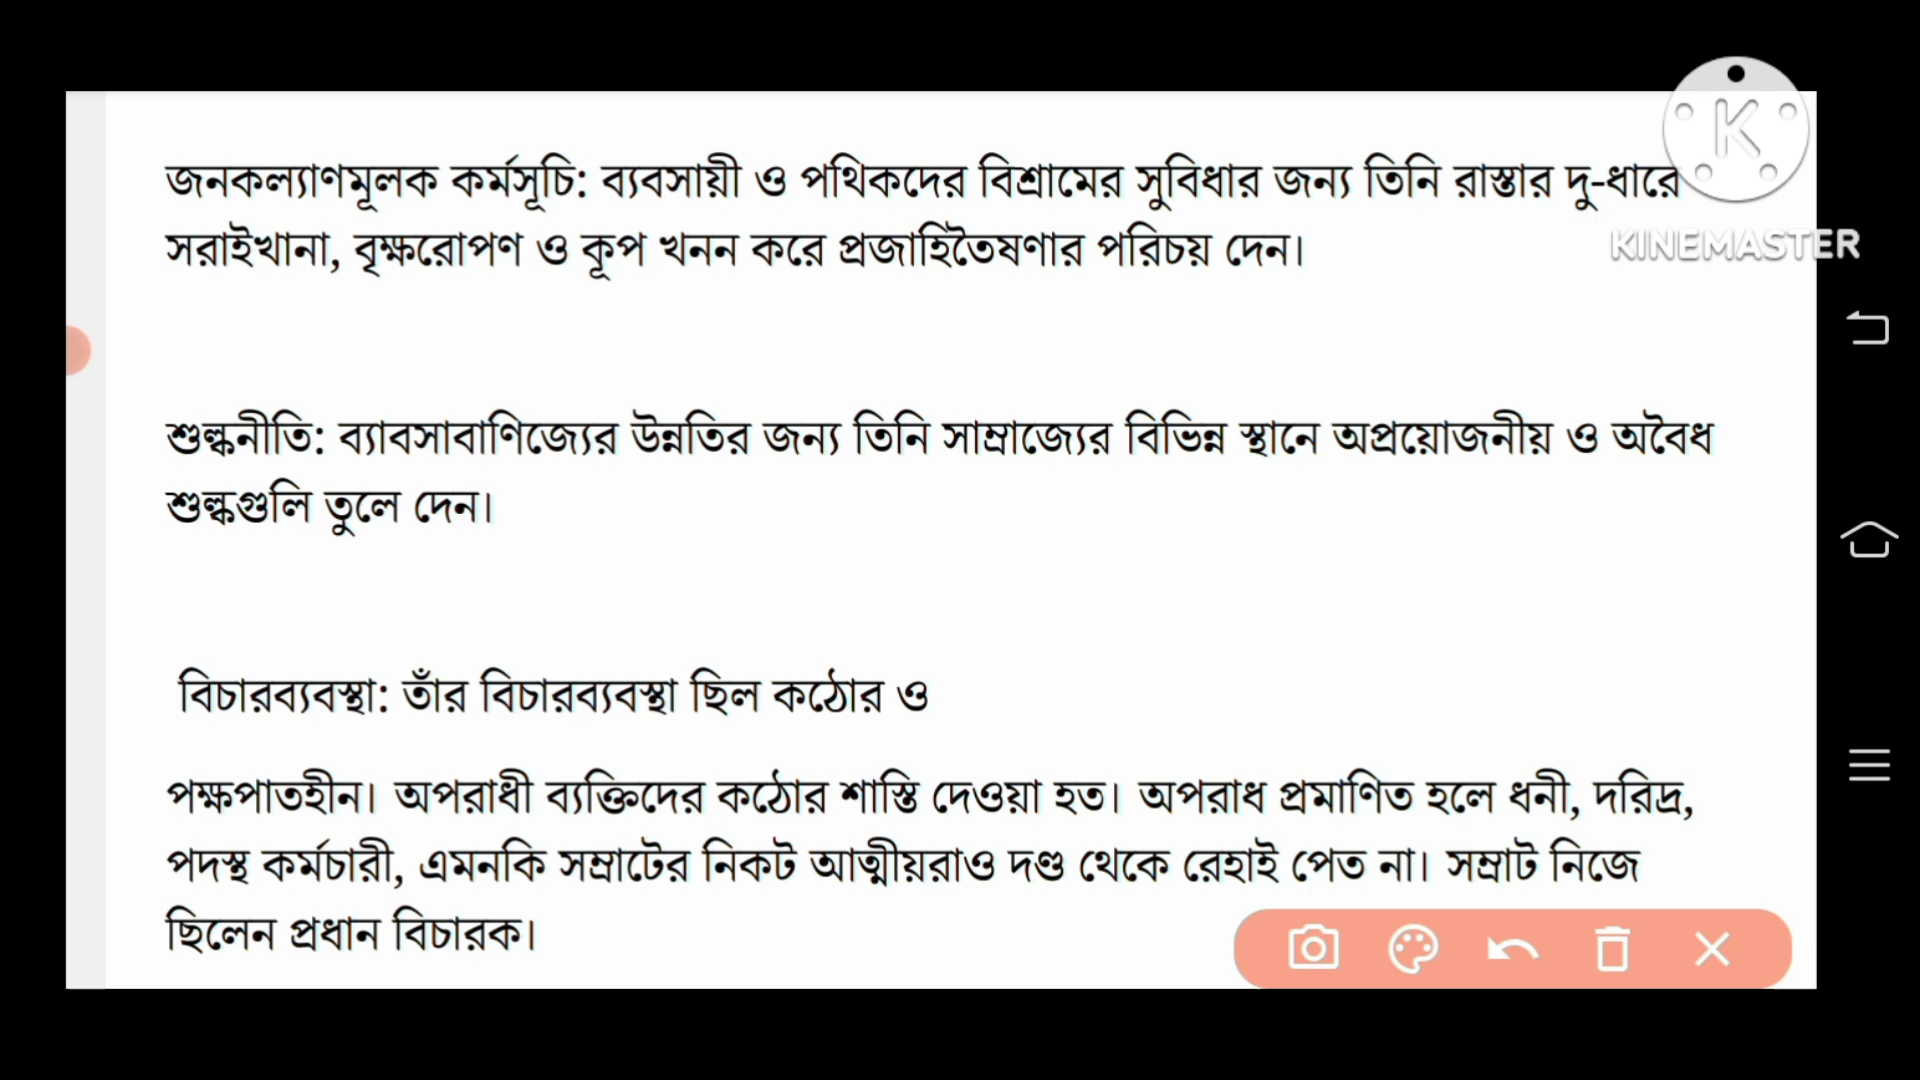 জনকল্যাণমূলক কর্মসূচি: ব্যবসায়ী ও পথিকদের বিশ্রামের সুবিধার জন্য তিনি রাস্তার দু-ধারে
সরাইখানা, বৃক্ষরোপণ ও কূপ খনন করে প্রজাহিতৈষণার পরিচয় দেন।
K
KINEMASTER
শুল্কনীতি: ব্যাবসাবাণিজ্যের উন্নতির জন্য তিনি সাম্রাজ্যের বিভিন্ন স্থানে অপ্রয়োজনীয় ও অবৈধ
শুল্কগুলি তুলে দেন।
বিচারব্যবস্থা: তাঁর বিচারব্যবস্থা ছিল কঠোর ও
পক্ষপাতহীন। অপরাধী ব্যক্তিদের কঠোর শাস্তি দেওয়া হত। অপরাধ প্রমাণিত হলে ধনী, দরিদ্র,
পদস্থ কর্মচারী, এমনকি সম্রাটের নিকট আত্মীয়রাও দণ্ড থেকে রেহাই পেত না। সম্রাট নিজে
ছিলেন প্রধান বিচারক।